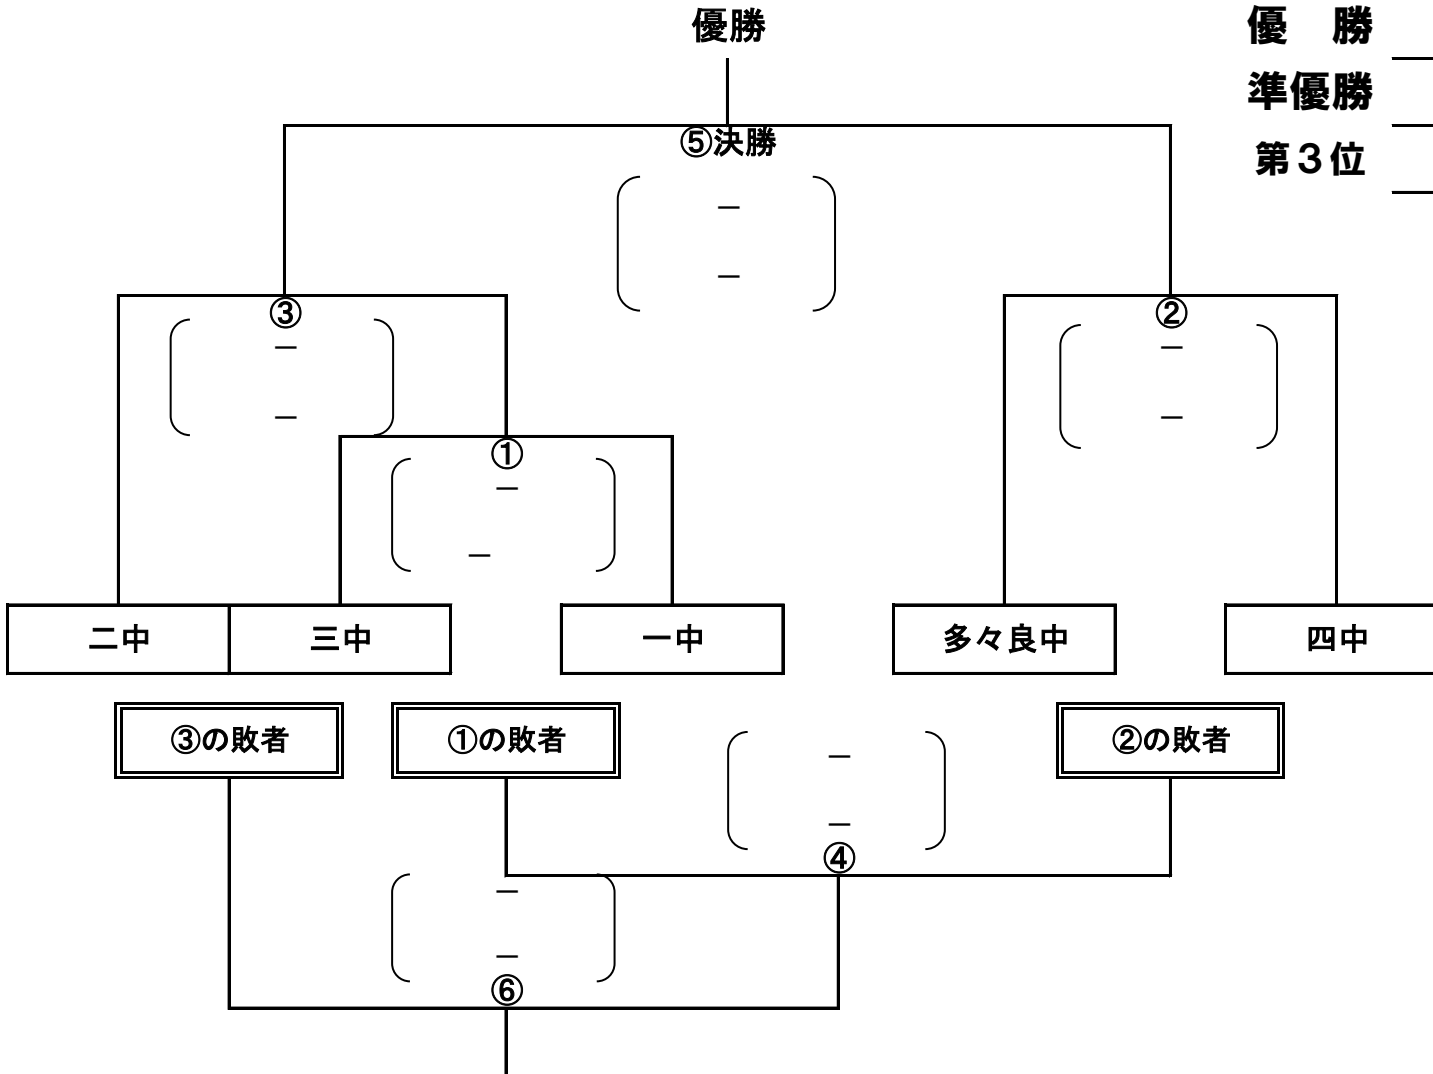 優勝
優　勝
準優勝
第３位
⑤決勝
－
－
③
－
－
②
－
－
①
－
－
二中
三中
一中
多々良中
四中
③の敗者
①の敗者
②の敗者
－
－
④
－
－
⑥